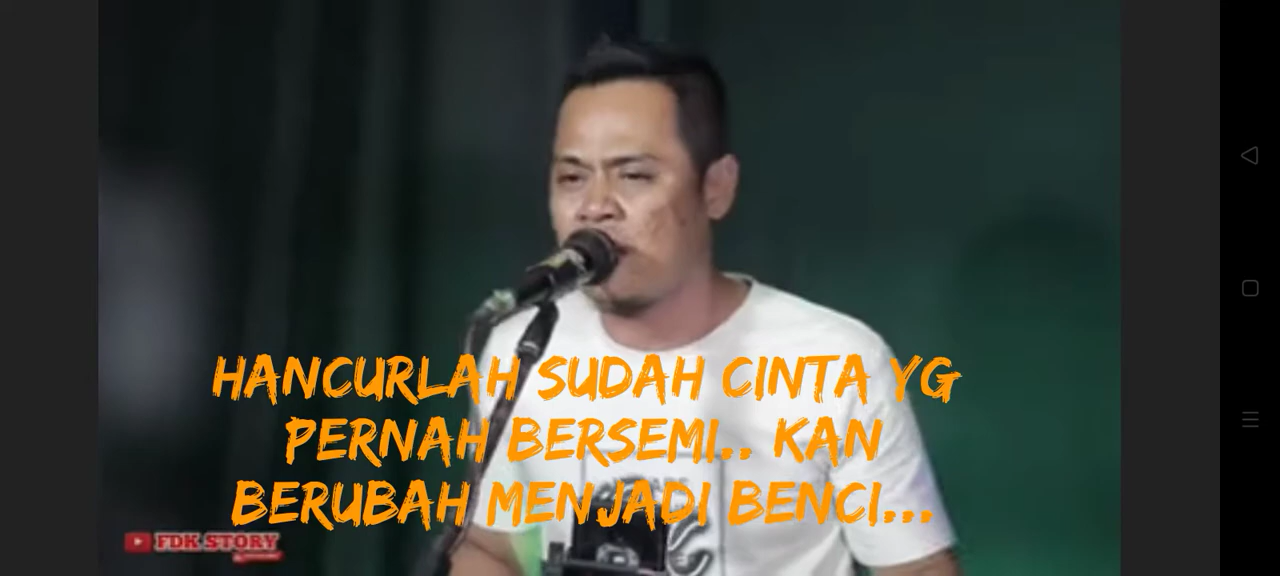 HANCURLAH SUDAH CINTA YG
PERNAH BERSEMI.. KAN
BERUBAH MENJADI BENCI...
FDK STORY